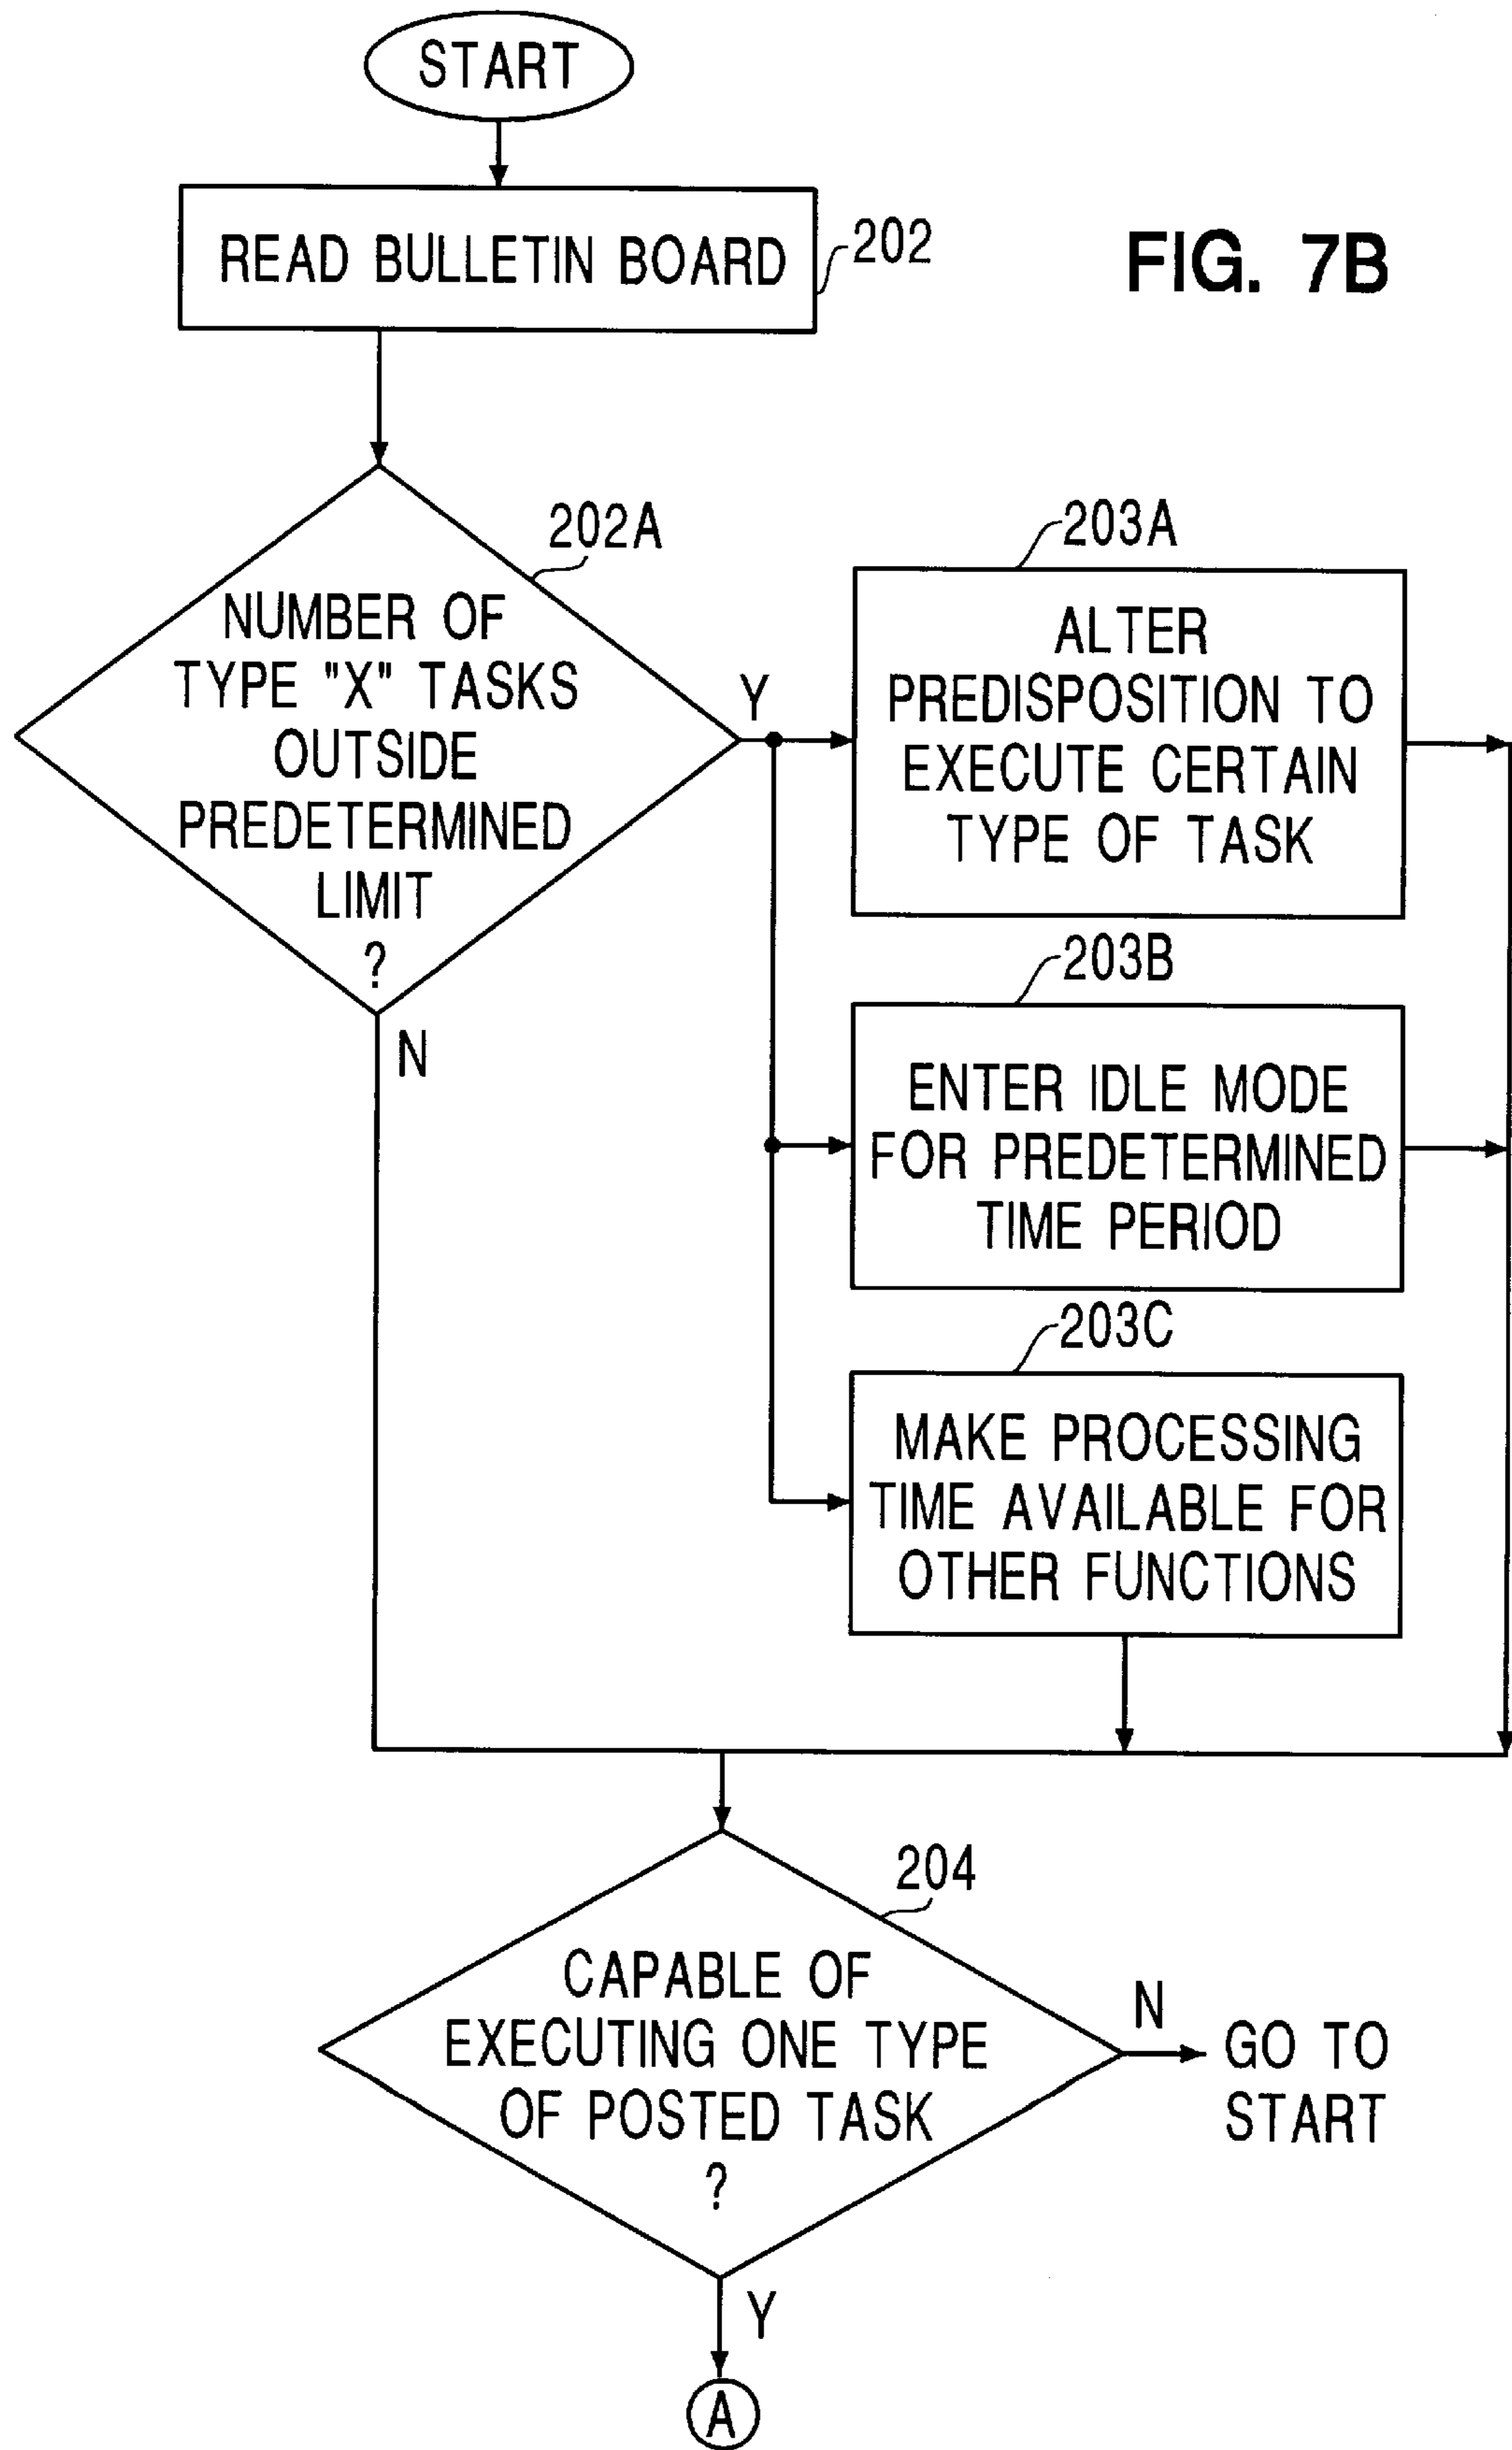 START
READ BULLETIN BOARD
202
FIG. 7B
202A
NUMBER OF
TYPE "X" TASKS
OUTSIDE
PREDETERMINED
LIMIT
?
Y
N
203A
ALTER
PREDISPOSITION TO
EXECUTE CERTAIN
TYPE OF TASK
203B
ENTER IDLE MODE
FOR PREDETERMINED
TIME PERIOD
203C
MAKE PROCESSING
TIME AVAILABLE FOR
OTHER FUNCTIONS
204
CAPABLE OF
EXECUTING ONE TYPE
OF POSTED TASK
?
N
GO TO
START
Y
A